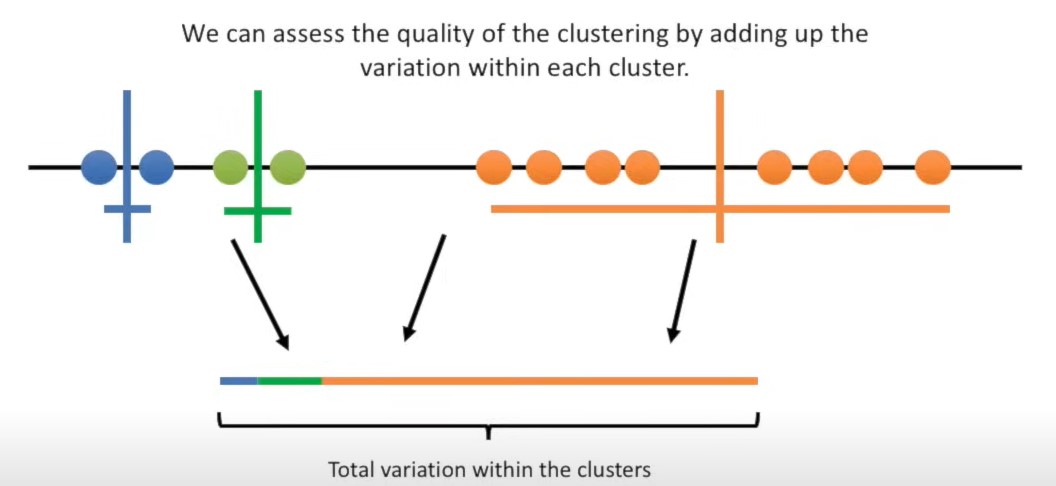 We can assess the quality of the clustering by adding up the
variation within each cluster.
Total variation within the clusters